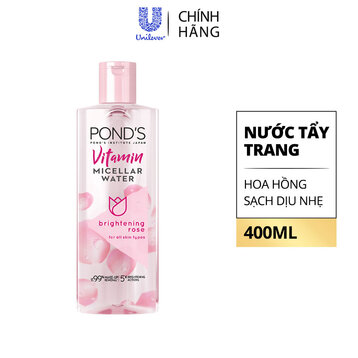 Unilever
CHÍNH
HÃNG
POND'S
POND'S INSTITUTE JAPAN
Vitamin
MICELLAR
WATER
brightening
rose
for all skin types
NƯỚC TẨY
TRANG
HOA HỒNG
SẠCH DỊU NHẸ
400ML